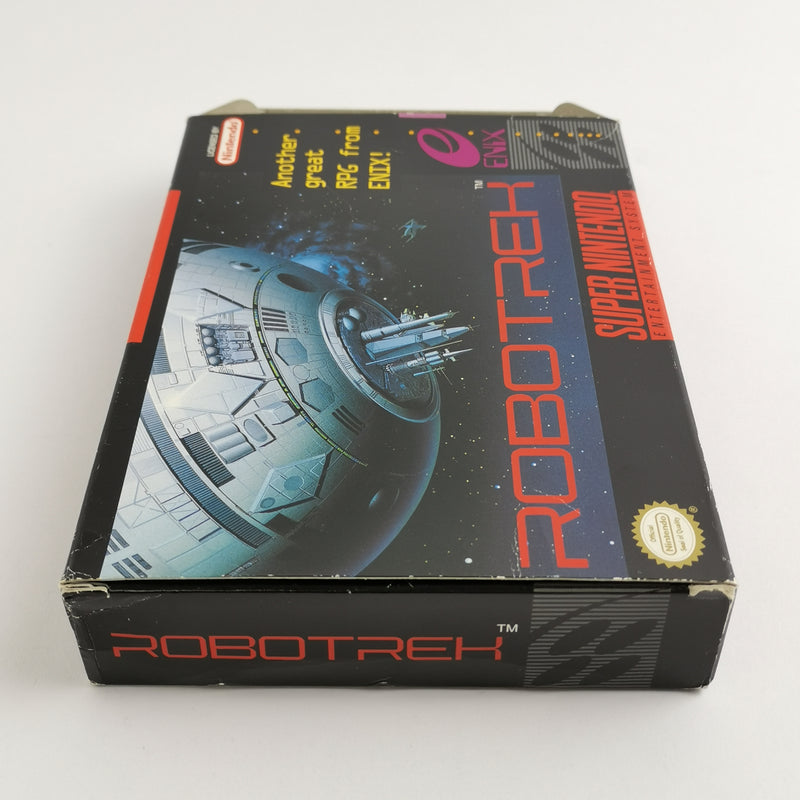 LICENSED BY
Nintendo
Another
great
RPG from
ENIX!
ENIX
ROBOTREK
TM
SUPER NINTENDO
ENTERTAINMENT SYSTEM
Official
Nintendo
Seal of Quality
®
ROBOTREK
TM